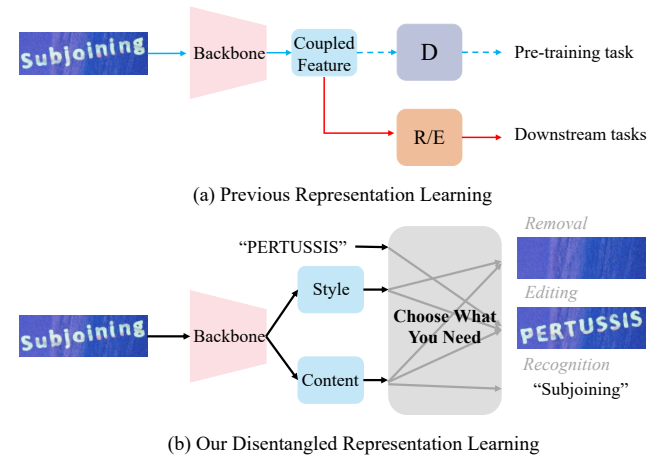 Subjoining
Backbone
Coupled
Feature
D
Pre-training task
R/E
Downstream tasks
(a) Previous Representation Learning
Removal
“PERTUSSIS”
Style
Editing
Subjoining
Backbone
Choose What
You Need
PERTUSSIS
Recognition
Content
“Subjoining”
(b) Our Disentangled Representation Learning